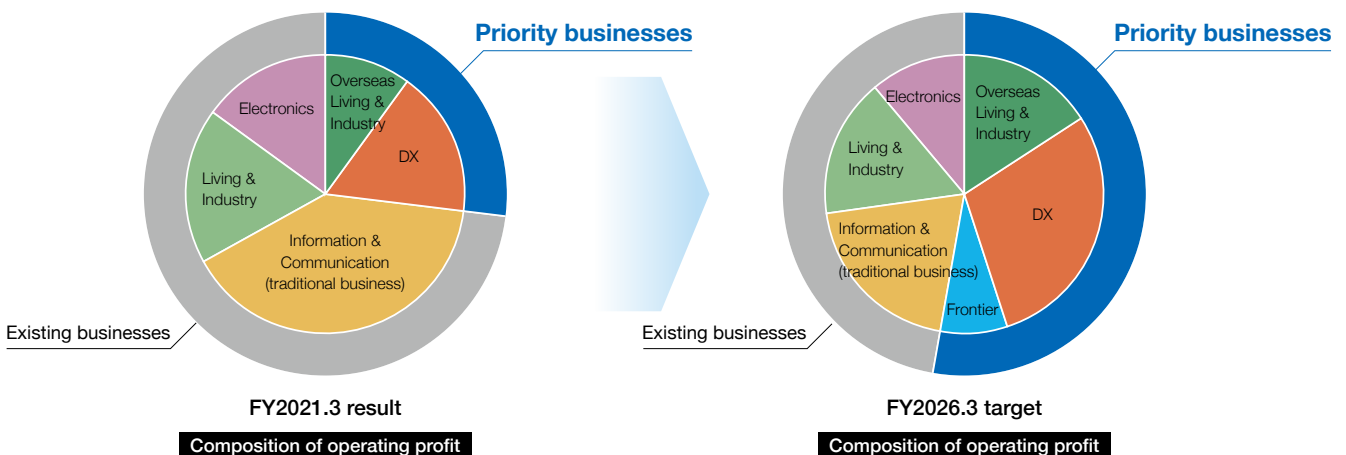 Priority businesses
Overseas
Living &
Industry
Electronics
DX
Living &
Industry
Information &
Communication
(traditional business)
Existing businesses
FY2021.3 result
Composition of operating profit
Priority businesses
Overseas
Living &
Industry
Electronics
Living &
Industry
DX
Information &
Communication
(traditional business)
Frontier
Existing businesses
FY2026.3 target
Composition of operating profit